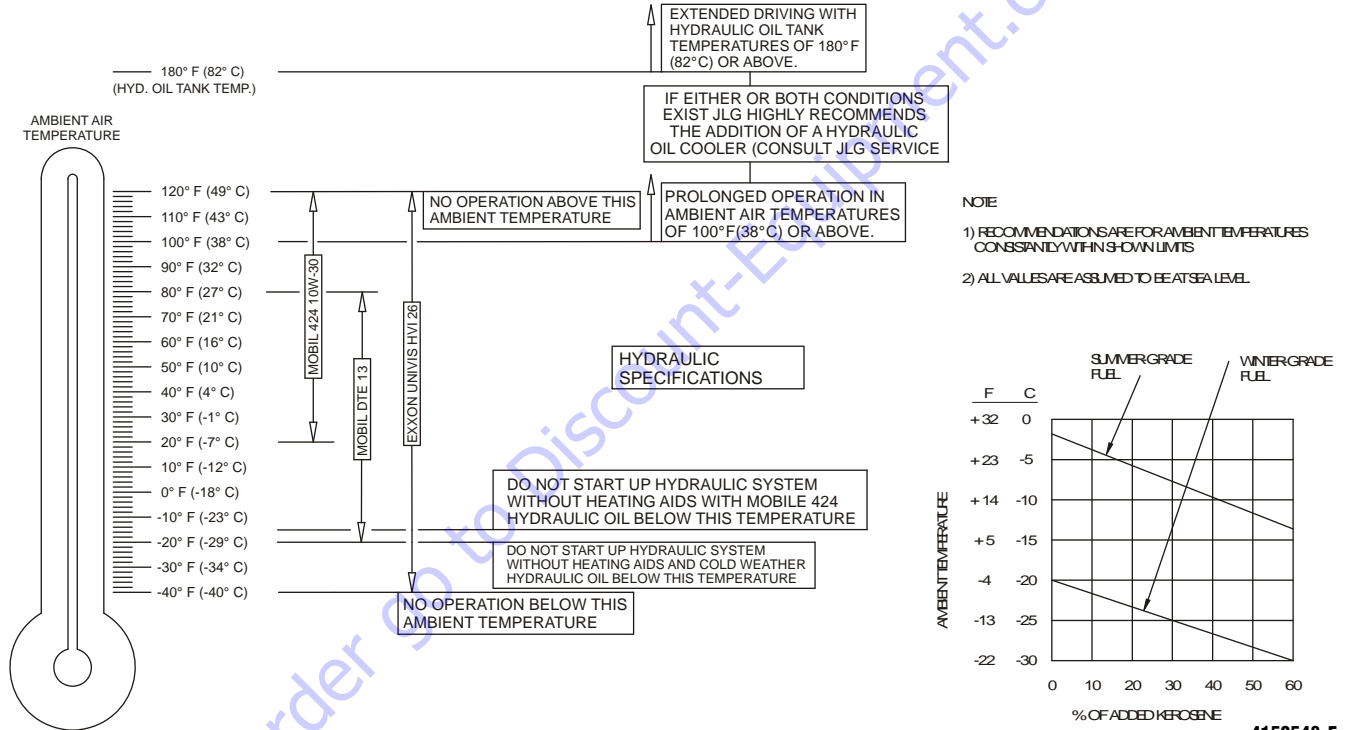 EXTENDED DRIVING WITH
HYDRAULIC OIL TANK
TEMPERATURES OF 180° F
(82°C) OR ABOVE.
180° F (82° C)
(HYD. OIL TANK TEMP.)
IF EITHER OR BOTH CONDITIONS
EXIST JLG HIGHLY RECOMMENDS
THE ADDITION OF A HYDRAULIC
OIL COOLER (CONSULT JLG SERVICE
AMBIENT AIR
TEMPERATURE
120° F (49° C)
110° F (43° C)
100° F (38° C)
90° F (32° C)
80° F (27° C)
70° F (21° C)
60° F (16° C)
50° F (10° C)
40° F (4° C)
30° F (-1° C)
20° F (-7° C)
10° F (-12° C)
0° F (-18° C)
-10° F (-23° C)
-20° F (-29° C)
-30° F (-34° C)
-40° F (-40° C)
MOBIL 424 10W-30
MOBIL DTE 13
EXXON UNIVIS HVI 26
NO OPERATION ABOVE THIS
AMBIENT TEMPERATURE
PROLONGED OPERATION IN
AMBIENT AIR TEMPERATURES
OF 100°F(38°C) OR ABOVE.
HYDRAULIC
SPECIFICATIONS
DO NOT START UP HYDRAULIC SYSTEM
WITHOUT HEATING AIDS WITH MOBILE 424
HYDRAULIC OIL BELOW THIS TEMPERATURE
DO NOT START UP HYDRAULIC SYSTEM
WITHOUT HEATING AIDS AND COLD WEATHER
HYDRAULIC OIL BELOW THIS TEMPERATURE
NO OPERATION BELOW THIS
AMBIENT TEMPERATURE
NOTE:
1) RECOMMENDATIONS ARE FOR AMBIENT TEMPERATURES
CONSISTANTLY WITHIN SHOWN LIMITS
2) ALL VALUES ARE ASSUMED TO BE AT SEA LEVEL.
SUMMER-GRADE
FUEL
WINTER-GRADE
FUEL
F C
+32 0
+23 -5
+14 -10
+5 -15
-4 -20
-13 -25
-22 -30
AMBIENT TEMPERATURE
0 10 20 30 40 50 60
% OF ADDED KEROSENE
order go to Discount-Equipment.c